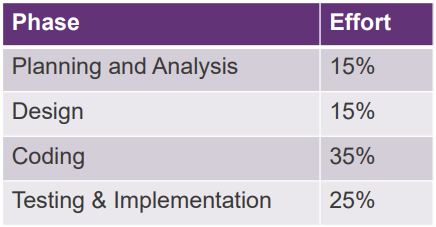 Phase Effort
Planning and Analysis 15%
Design 15%
Coding 35%
Testing & Implementation 25%